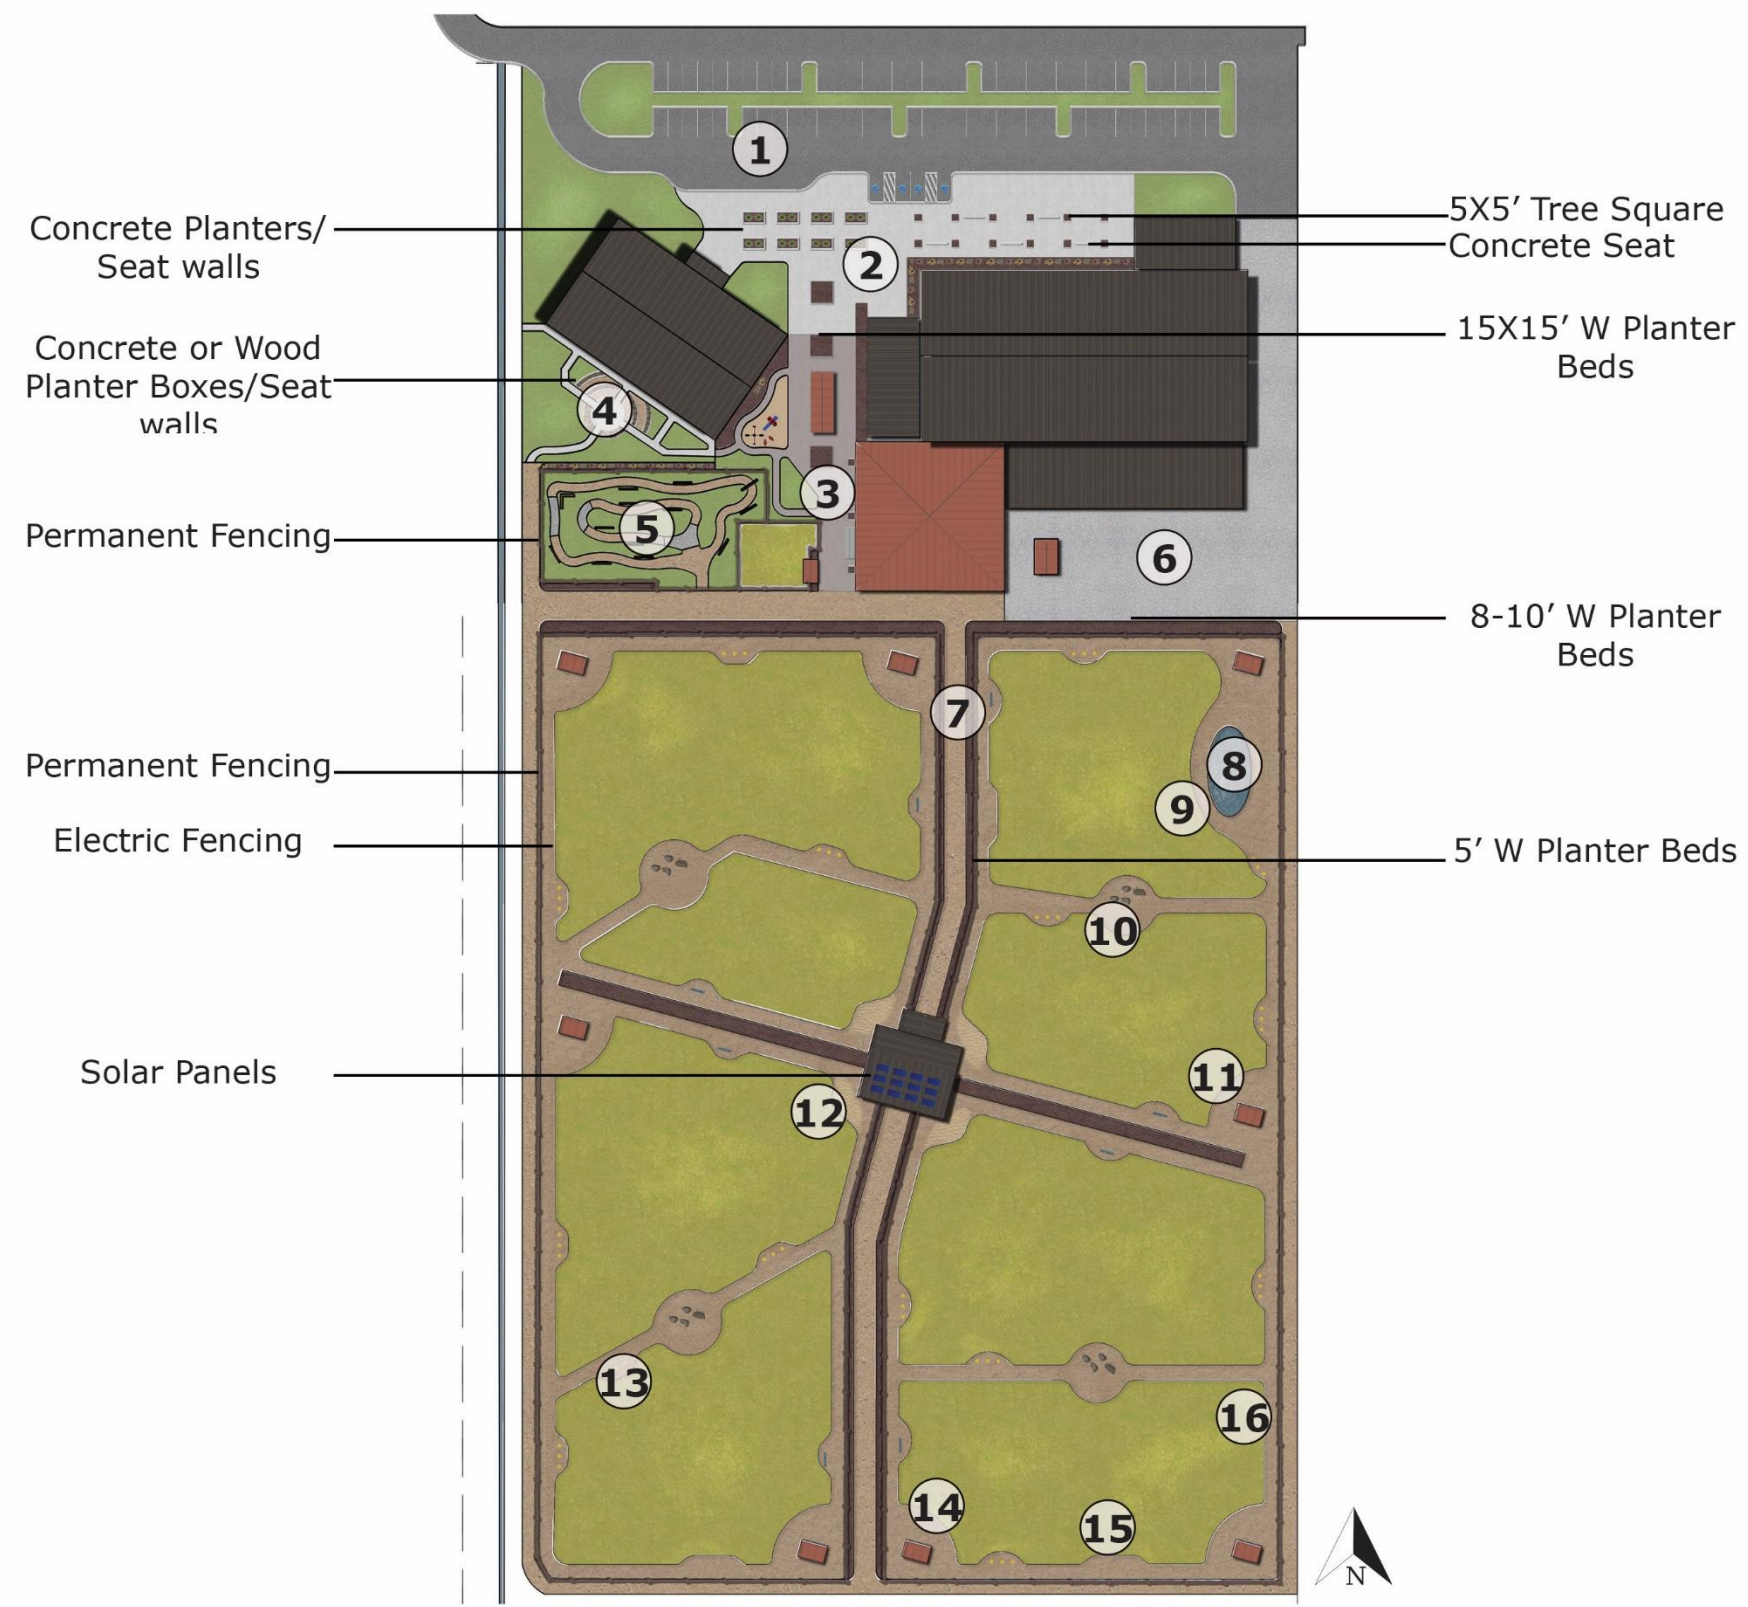 1
Concrete Planters/
Seat walls
5X5’ Tree Square
Concrete Seat
2
15X15’ W Planter
Beds
Concrete or Wood
Planter Boxes/Seat
walls
4
3
5
Permanent Fencing
6
8-10’ W Planter
Beds
7
Permanent Fencing
8
9
Electric Fencing
5’ W Planter Beds
10
Solar Panels
11
12
13
16
14
15
N